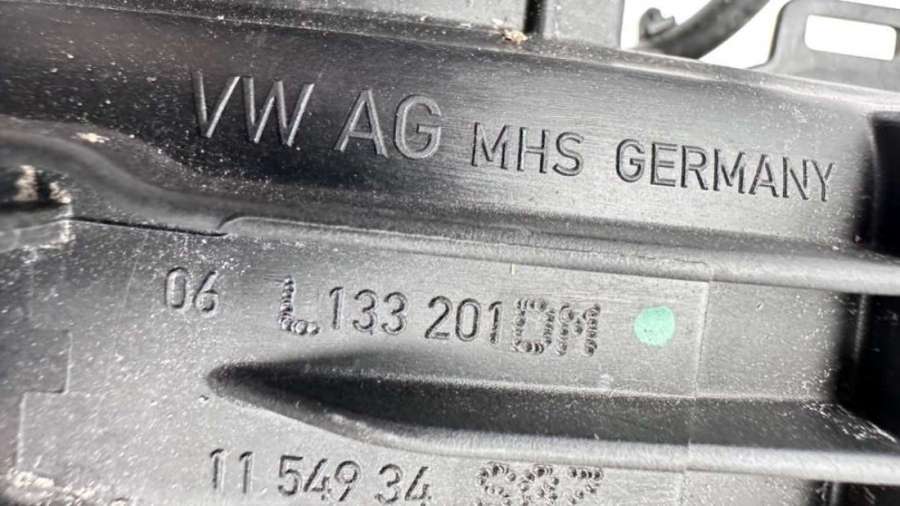 VW AG MHS GERMANY
06 L 133 201 DM
11 549 34